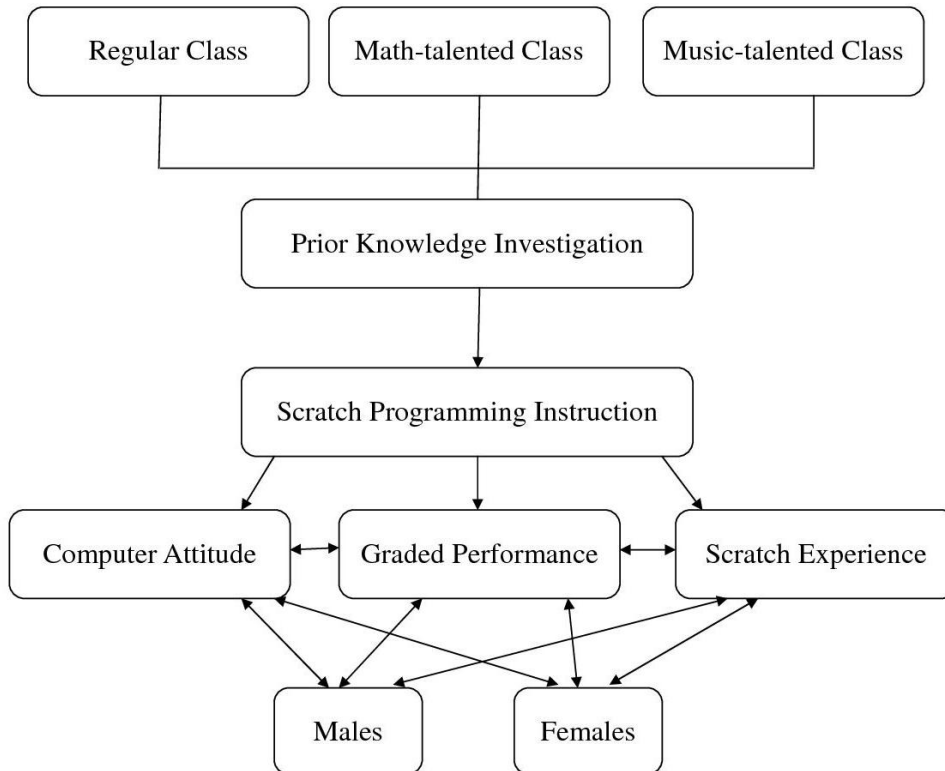 Regular Class
Math-talented Class
Music-talented Class
Prior Knowledge Investigation
Scratch Programming Instruction
Computer Attitude
Graded Performance
Scratch Experience
Males
Females